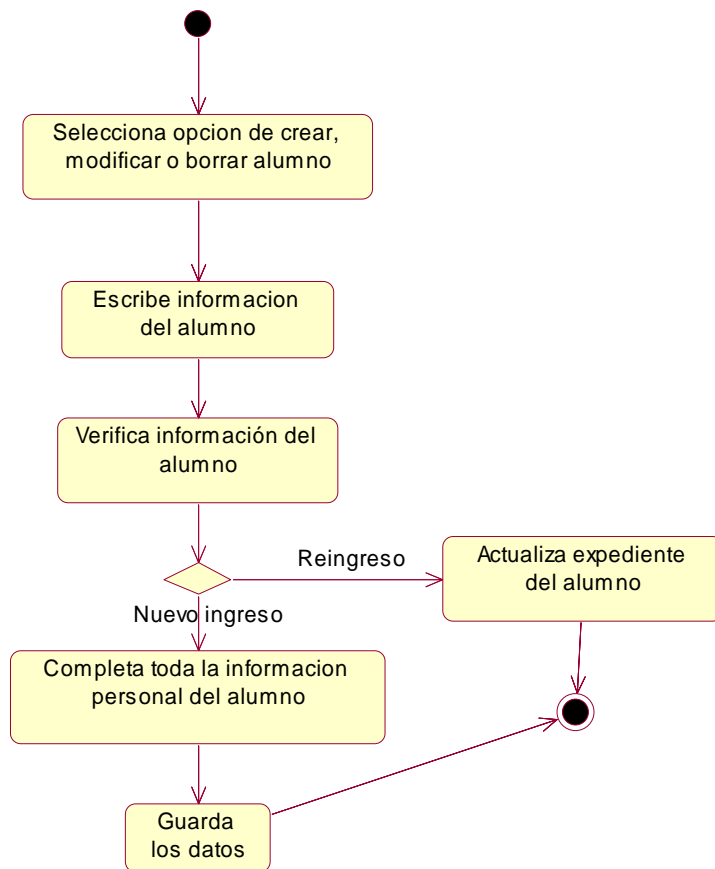 Selecciona opcion de crear,
modificar o borrar alumno
Escribe informacion
del alumno
Verifica información del
alumno
Reingreso
Actualiza expediente
del alumno
Nuevo ingreso
Completa toda la informacion
personal del alumno
Guarda
los datos